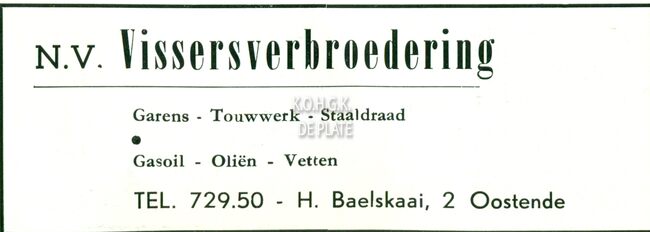 N.V. Vissersverbroedering
Garens - Touwwerk - Staaldraad
K.O.H.G.K.
DE PLATE
Gasoil - Oliën - Vetten
TEL. 729.50 - H. Baelskaai, 2 Oostende